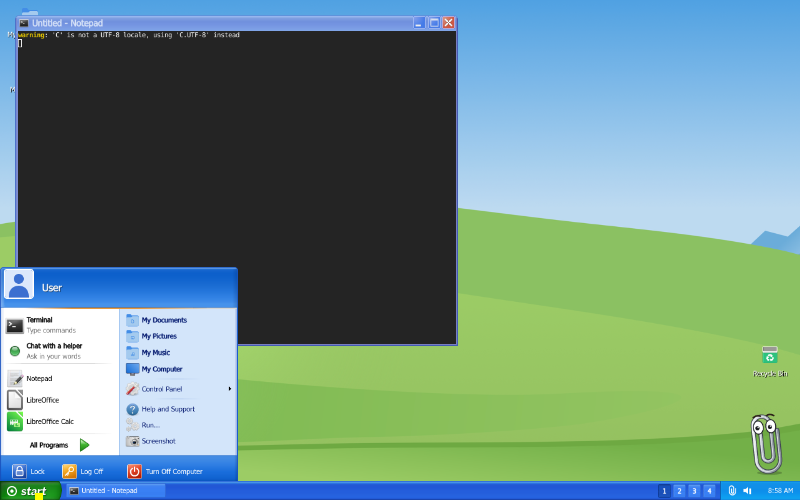 Untitled - Notepad
warning: 'C' is not a UTF-8 locale, using 'C.UTF-8' instead
User
Terminal
Type commands
Chat with a helper
Ask in your words
Notepad
LibreOffice
LibreOffice Calc
All Programs
My Documents
My Pictures
My Music
My Computer
Control Panel
Help and Support
Run...
Screenshot
Lock
Log Off
Turn Off Computer
Recycle Bin
start
Untitled - Notepad
1 2 3 4
8:58 AM